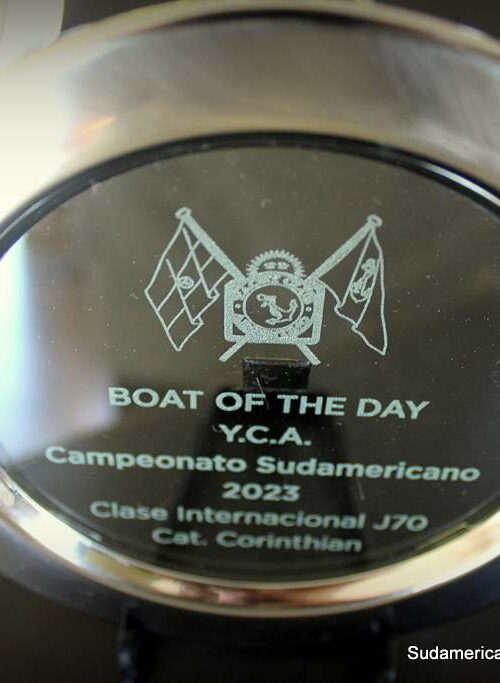 BOAT OF THE DAY
Y.C.A.
Campeonato Sudamericano
2023
Clase Internacional J70
Cat. Corinthian
Sudamerica